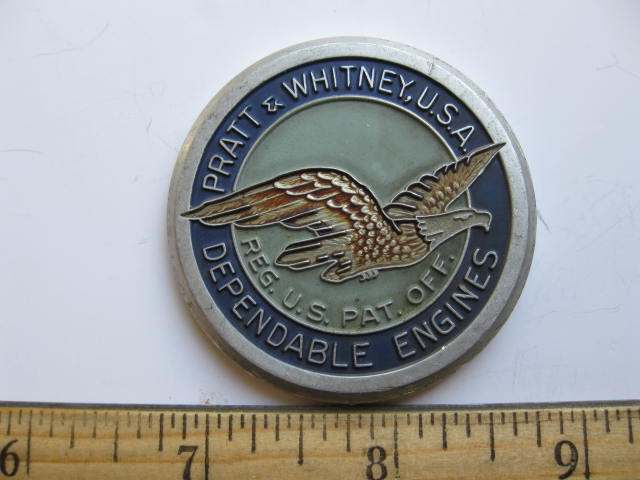 PRATT & WHITNEY, U.S.A.
REG. U.S. PAT. OFF.
DEPENDABLE ENGINES
6 7 8 9